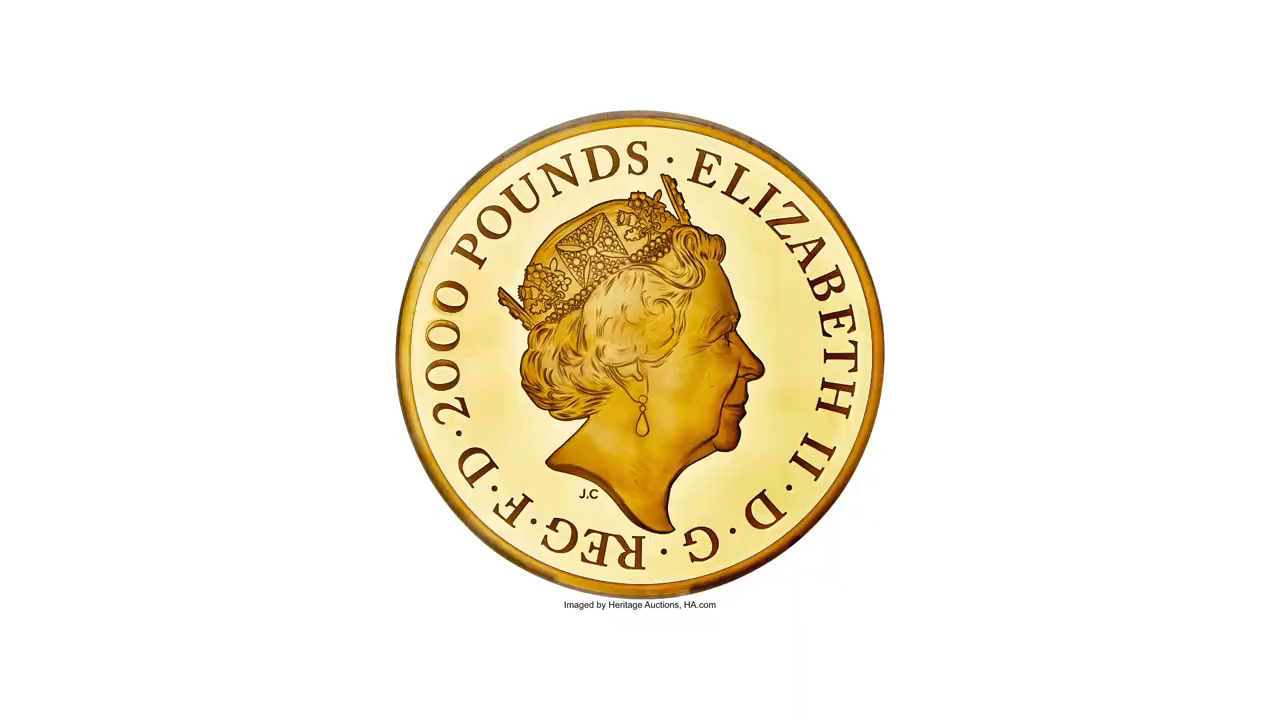 ELIZABETH II · D · G · REG · F · D · 2000 POUNDS ·
J.C
Imaged by Heritage Auctions, HA.com